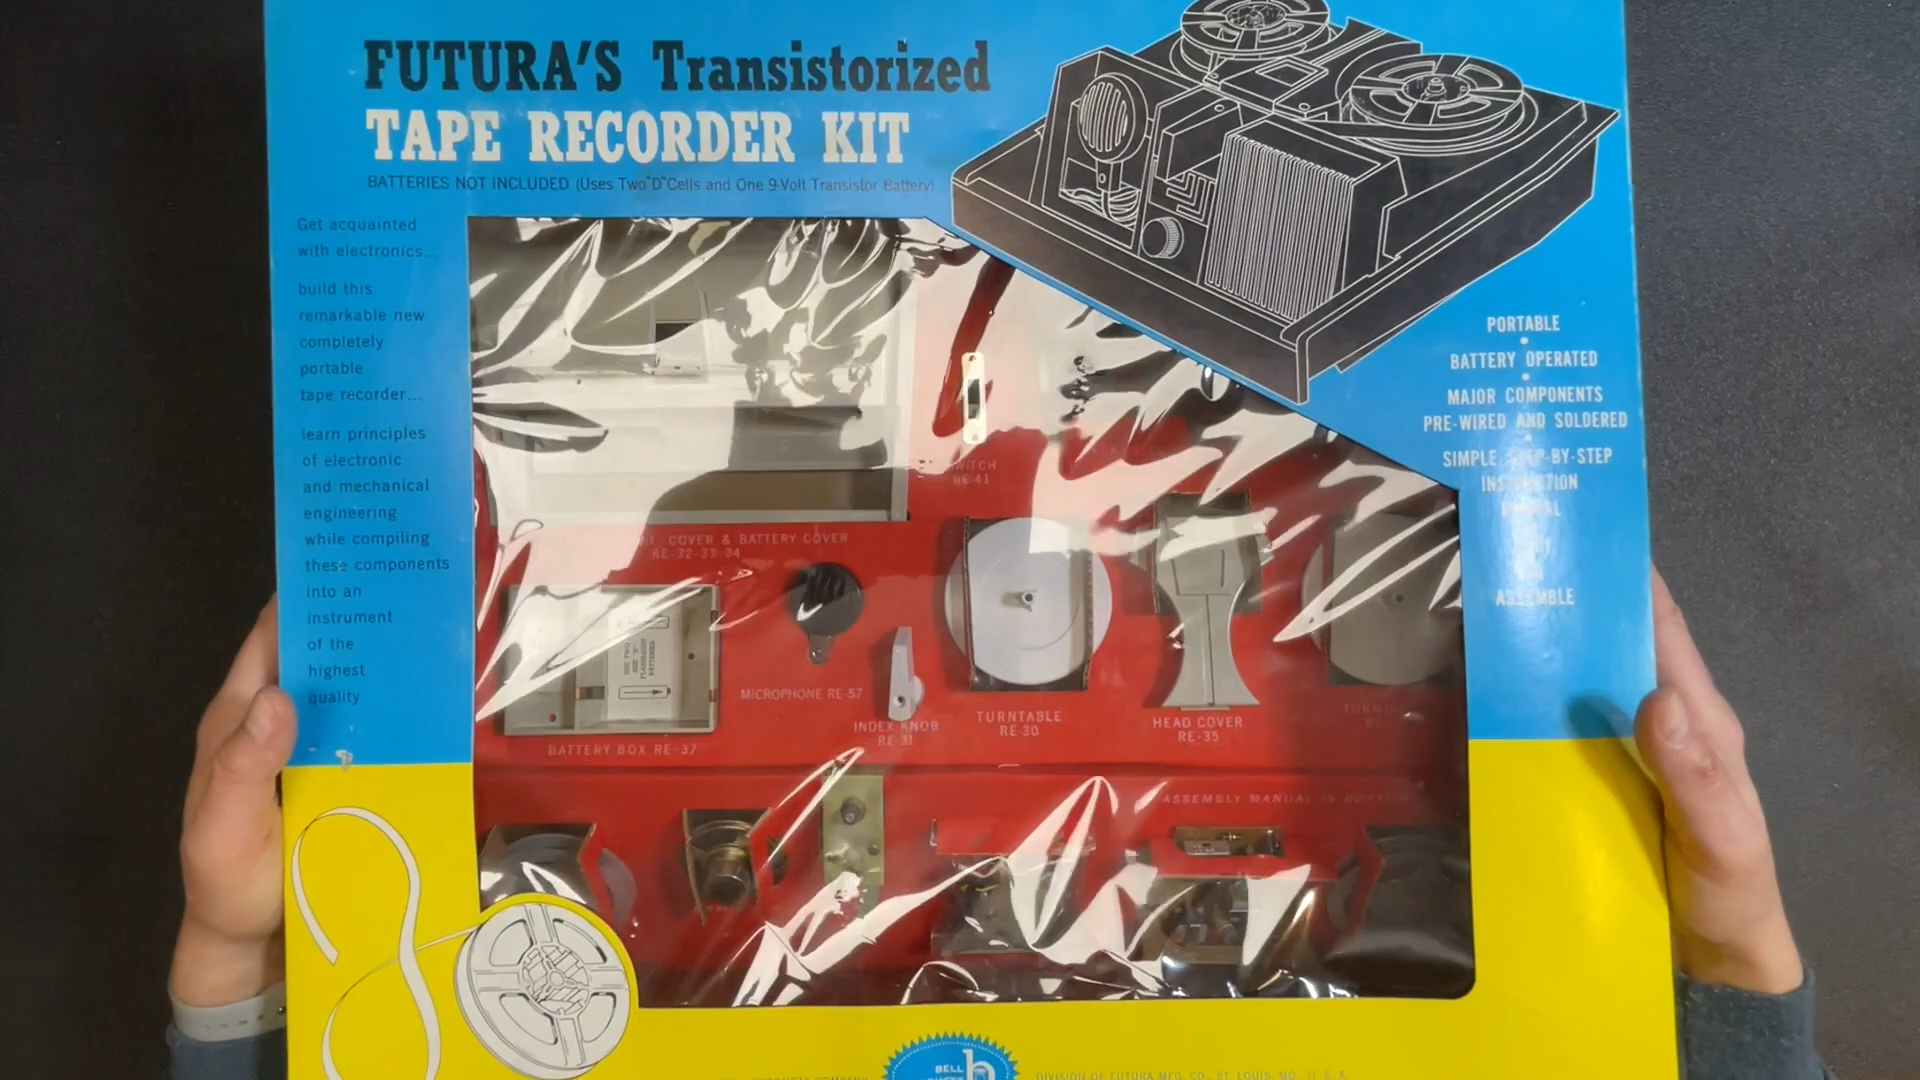 FUTURA'S Transistorized
TAPE RECORDER KIT
BATTERIES NOT INCLUDED (Uses Two "D" Cells and One 9-Volt Transistor Battery)
Get acquainted
with electronics...
build this
remarkable new
completely
portable
tape recorder...
learn principles
of electronic
and mechanical
engineering
while compiling
these components
into an
instrument
of the
highest
quality
PORTABLE
•
BATTERY OPERATED
•
MAJOR COMPONENTS
PRE-WIRED AND SOLDERED
•
SIMPLE STEP-BY-STEP
INSTRUCTION
ASSEMBLE
SWITCH
RE-41
COVER & BATTERY COVER
RE-32-33-34
BATTERY BOX RE-37
MICROPHONE RE-57
INDEX KNOB
RE-31
TURNTABLE
RE-30
HEAD COVER
RE-35
ASSEMBLY MANUAL IN
BELL
DIVISION OF FUTURA MFG. CO., ST. LOUIS, MO., U.S.A.